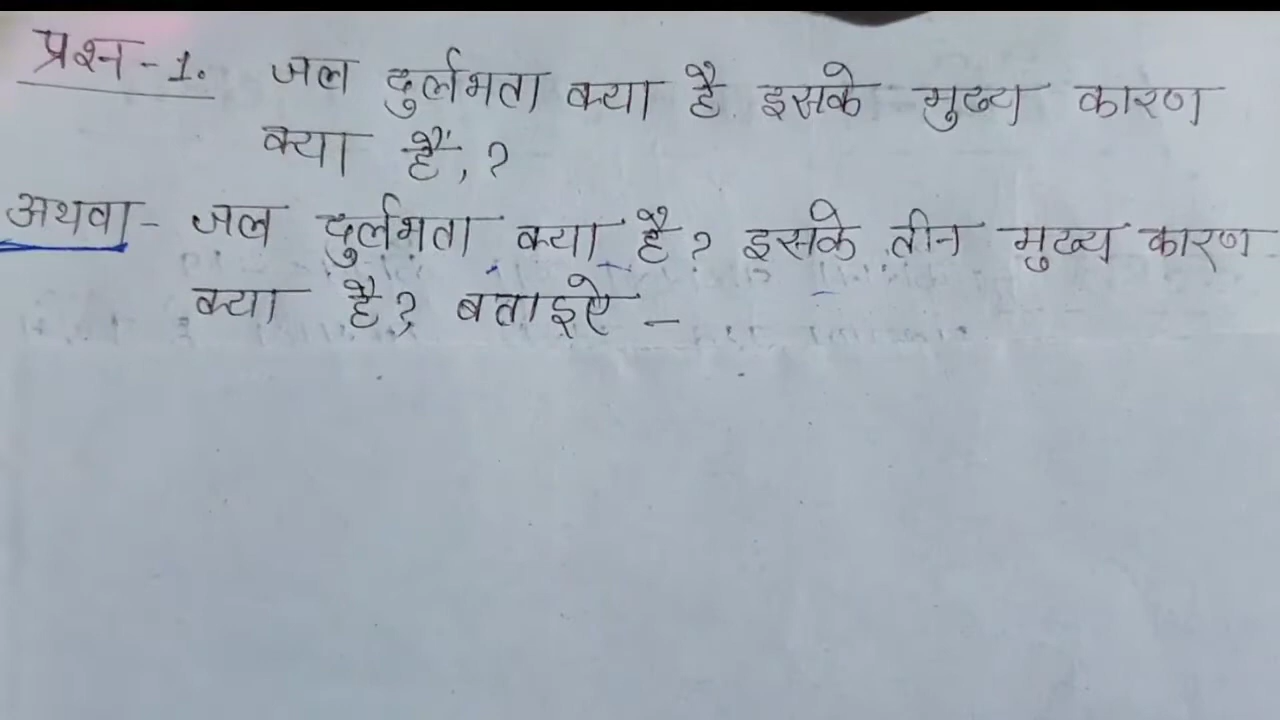 प्रश्न-1. जल दुर्लभता क्या है. इसके मुख्य कारण
क्या हैं,?
अथवा- जल दुर्लभता क्या है? इसके तीन मुख्य कारण
क्या है? बताइऐ -